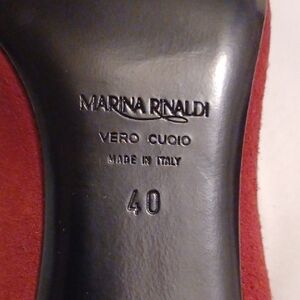 MARINA RINALDI
VERO CUOIO
MADE IN ITALY
40